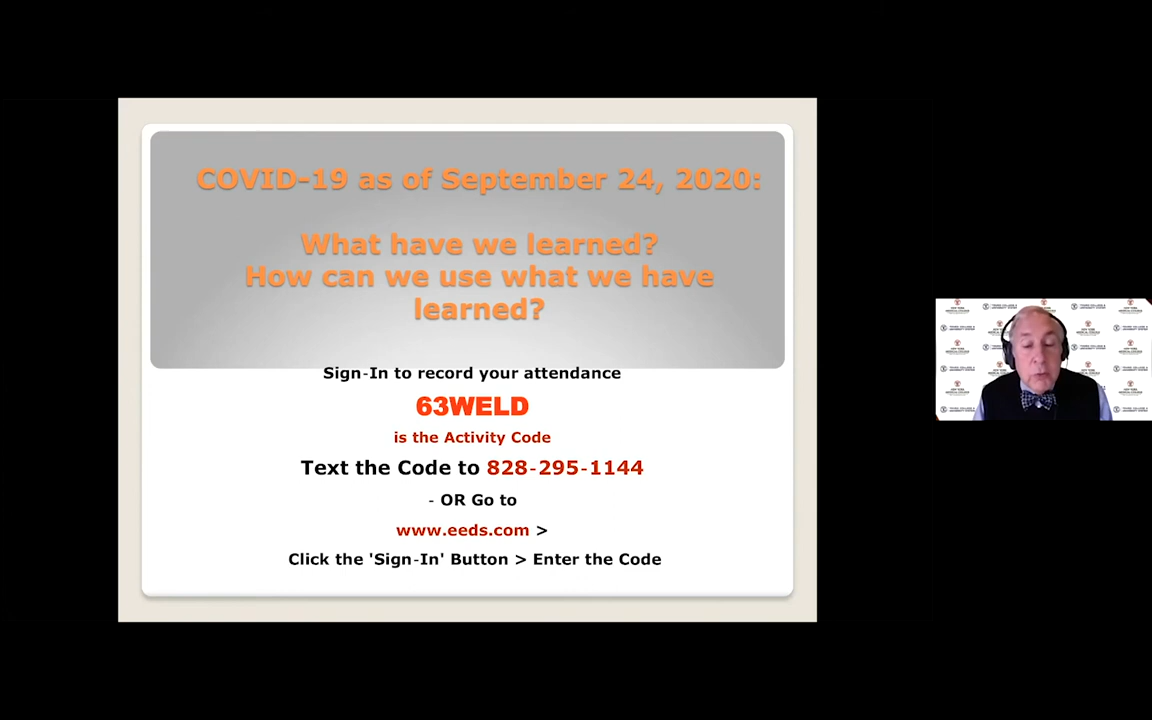 COVID-19 as of September 24, 2020:
What have we learned?
How can we use what we have
learned?
Sign-In to record your attendance
63WELD
is the Activity Code
Text the Code to 828-295-1144
- OR Go to
www.eeds.com >
Click the 'Sign-In' Button > Enter the Code